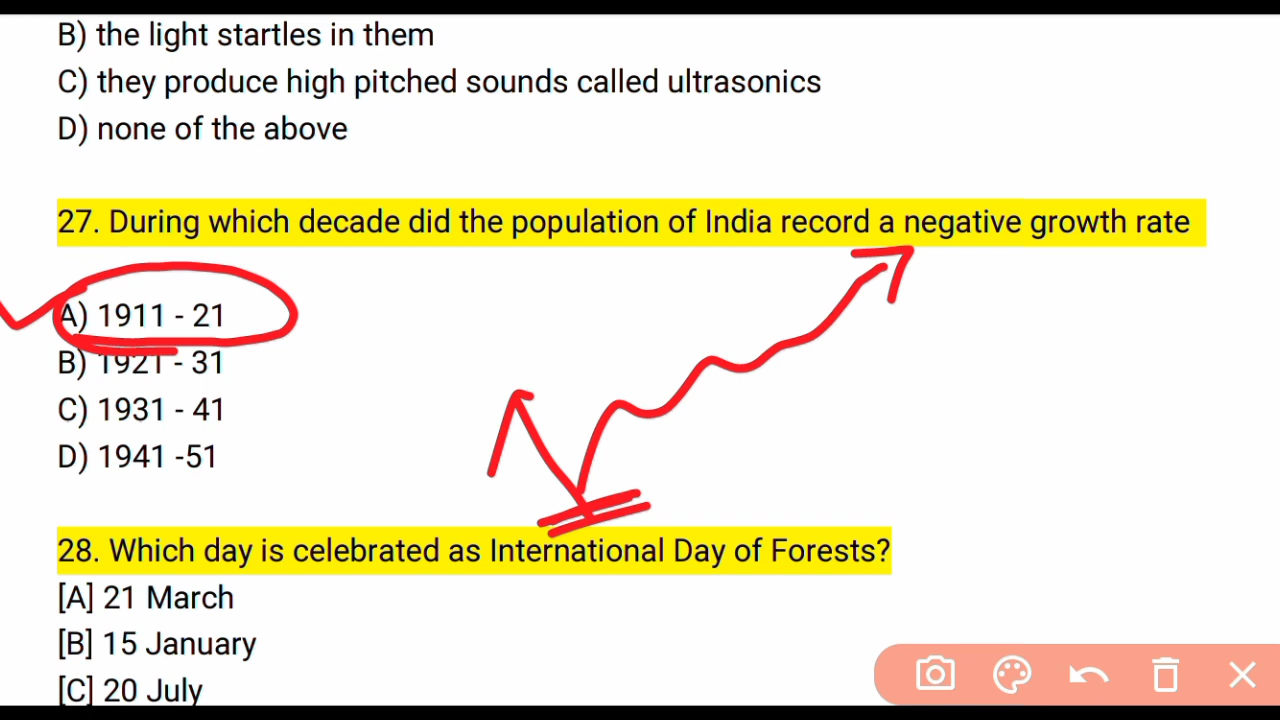 B) the light startles in them
C) they produce high pitched sounds called ultrasonics
D) none of the above
27. During which decade did the population of India record a negative growth rate
A) 1911 - 21
B) 1921 - 31
C) 1931 - 41
D) 1941 -51
28. Which day is celebrated as International Day of Forests?
[A] 21 March
[B] 15 January
[C] 20 July